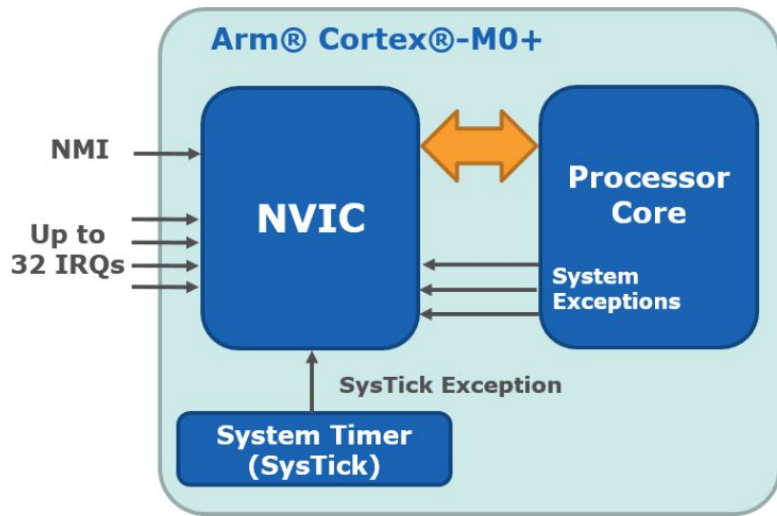 Arm® Cortex®-M0+
NMI
Up to
32 IRQs
NVIC
Processor
Core
System
Exceptions
SysTick Exception
System Timer
(SysTick)